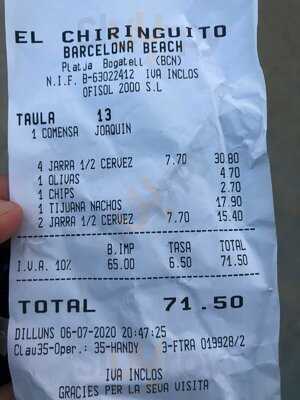 EL CHIRINGUITO
BARCELONA BEACH
Platja Bogatell (BCN)
N.I.F. B-63022412 IVA INCLOS
OFISOL 2000 S.L
TAULA 13
1 COMENSA JOAQUIN
4 JARRA 1/2 CERVEZ 7.70 30.80
1 OLIVAS 4.70
1 CHIPS 2.70
1 TIJUANA NACHOS 17.90
2 JARRA 1/2 CERVEZ 7.70 15.40
B.IMP TASA TOTAL
I.V.A. 10% 65.00 6.50 71.50
TOTAL 71.50
DILLUNS 06-07-2020 20:47:25
Clau35-Oper.: 35-HANDY 3-FTRA 019928/2
IVA INCLOS
GRACIES PER LA SEVA VISITA